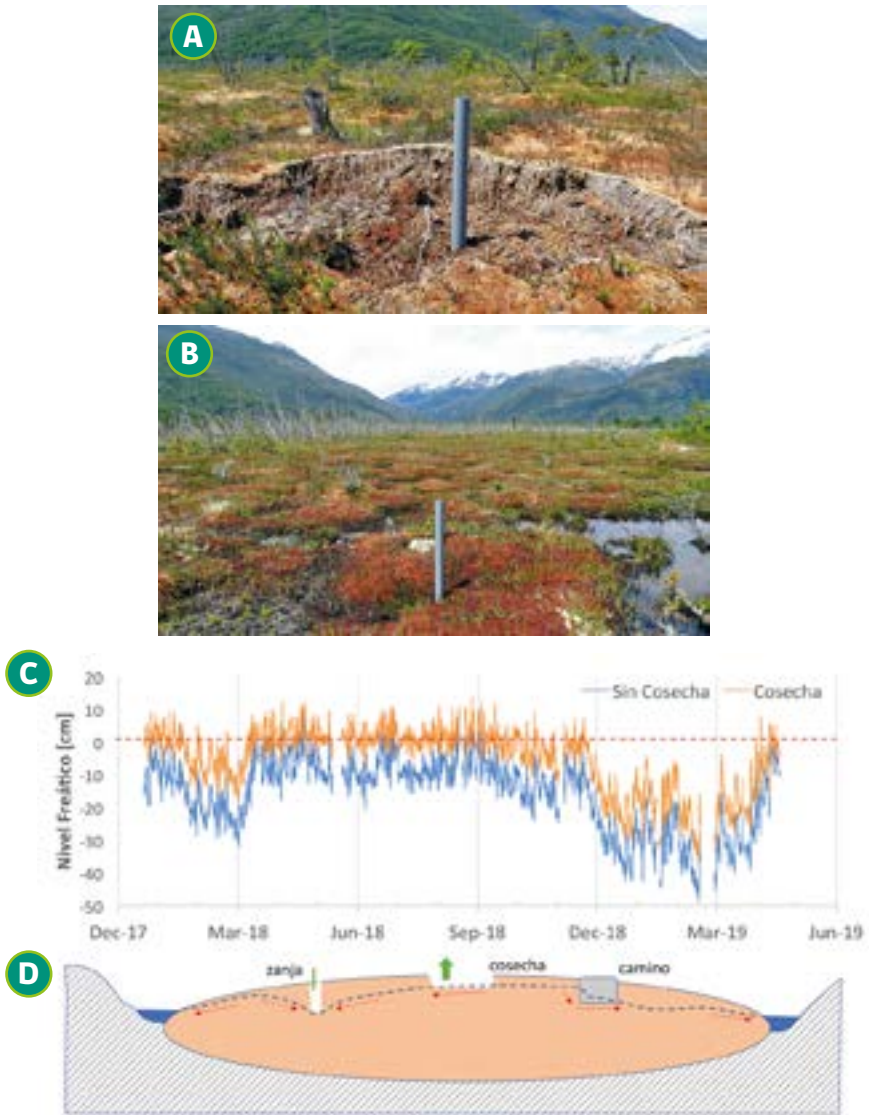 A
B
C
Nivel Freático [cm]
20
10
0
-10
-20
-30
-40
-50
Sin Cosecha
Cosecha
Dec-17
Mar-18
Jun-18
Sep-18
Dec-18
Mar-19
Jun-19
D
zanja
cosecha
camino